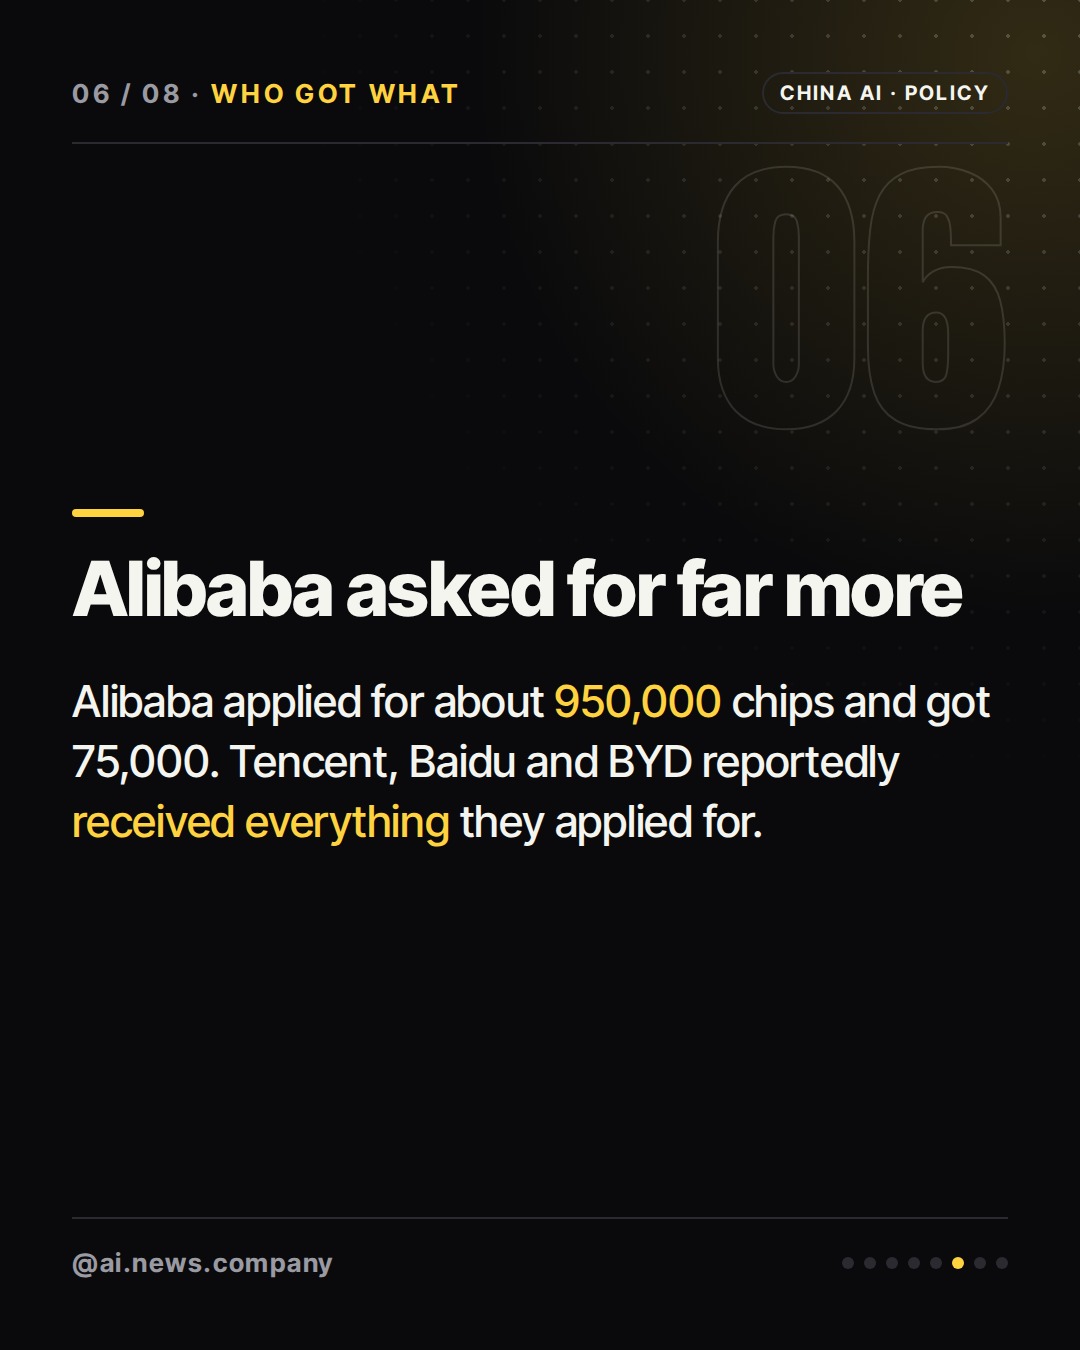 06 / 08 · WHO GOT WHAT
CHINA AI · POLICY
06
Alibaba asked for far more
Alibaba applied for about 950,000 chips and got
75,000. Tencent, Baidu and BYD reportedly
received everything they applied for.
@ai.news.company